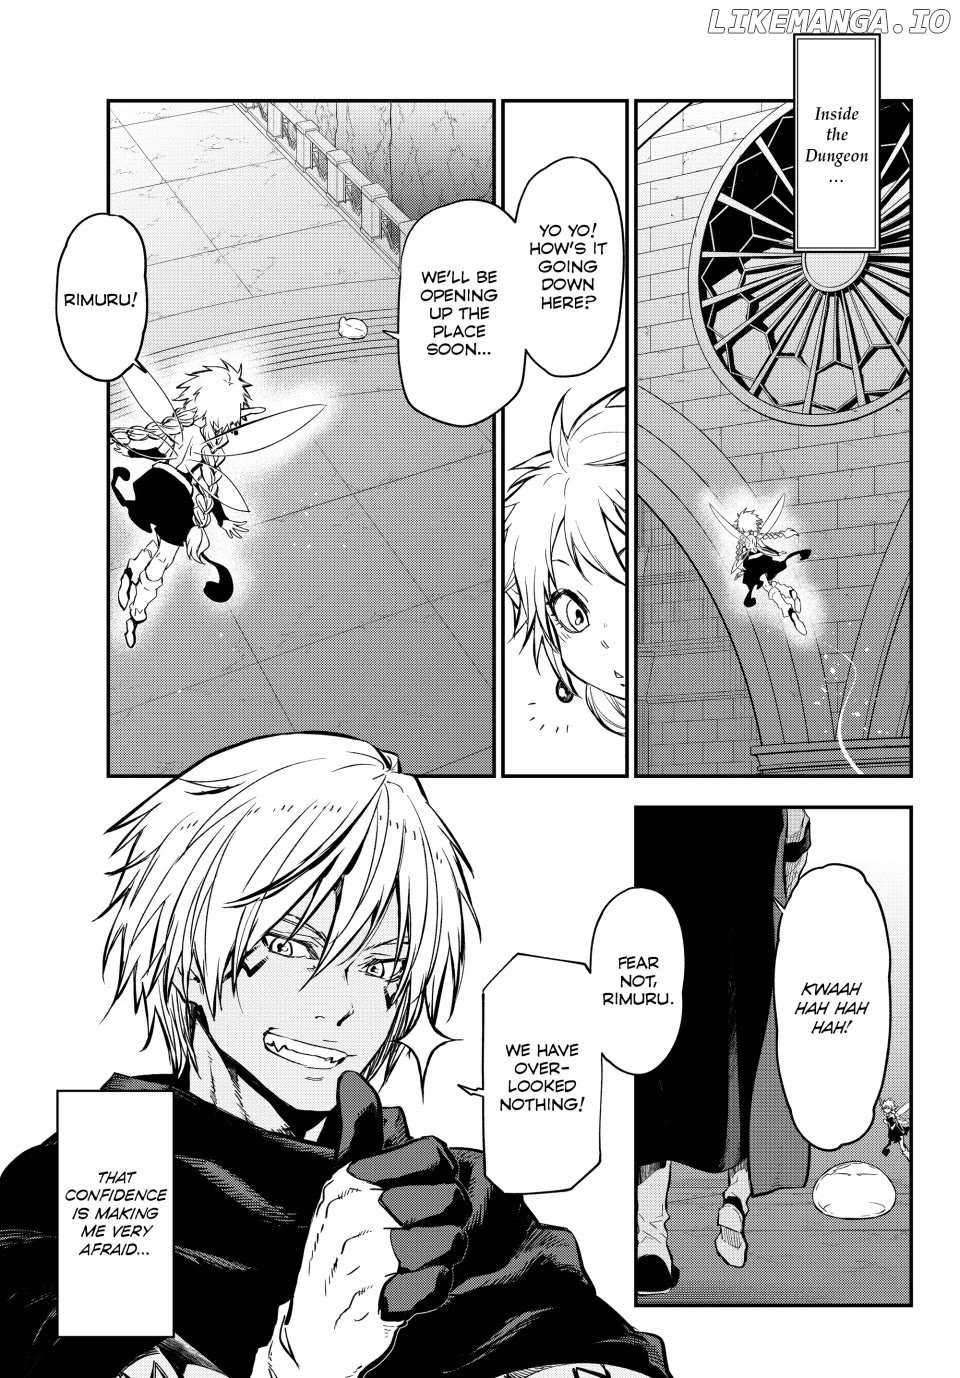 LIKEMANGA.IO
Inside
the
Dungeon
...
YO YO!
HOW'S IT
GOING
DOWN
HERE?
WE'LL BE
OPENING
UP THE
PLACE
SOON...
RIMURU!
KWAAH
HAH HAH
HAH!
FEAR
NOT,
RIMURU.
WE HAVE
OVER-
LOOKED
NOTHING!
THAT
CONFIDENCE
IS MAKING
ME VERY
AFRAID...